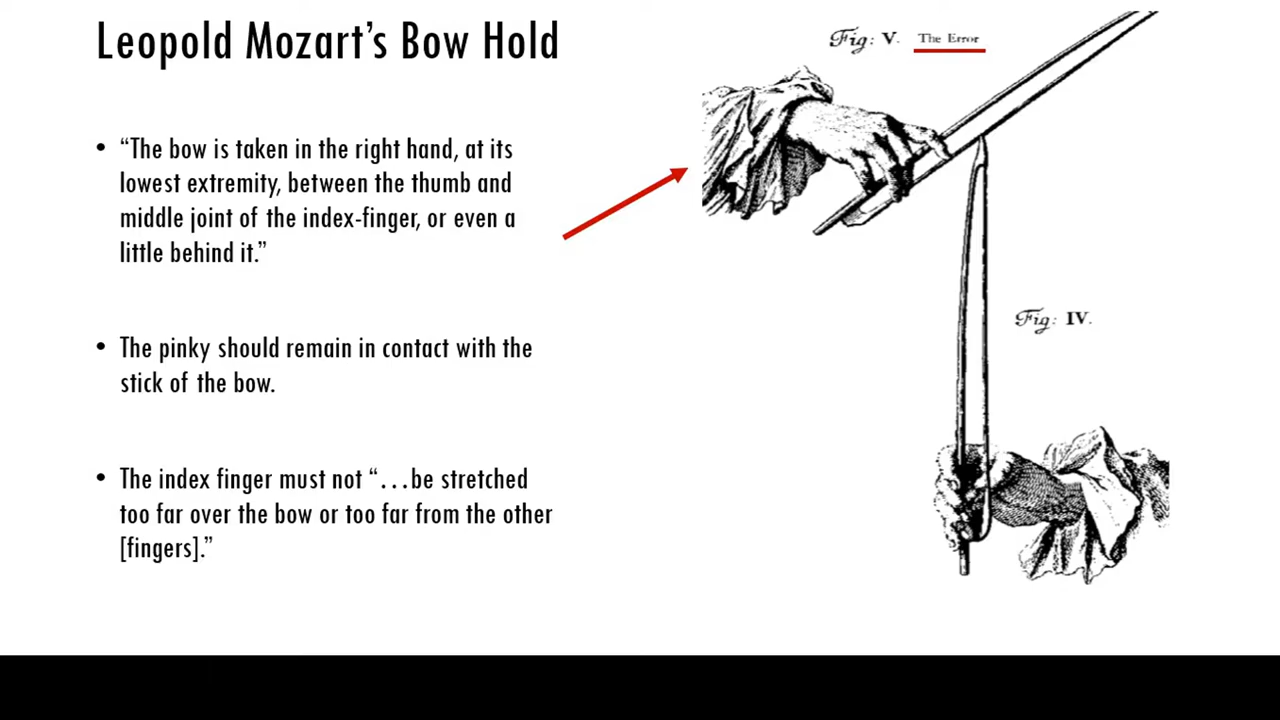 Leopold Mozart’s Bow Hold
Fig: V. The Error
• “The bow is taken in the right hand, at its
lowest extremity, between the thumb and
middle joint of the index-finger, or even a
little behind it.”
Fig: IV.
• The pinky should remain in contact with the
stick of the bow.
• The index finger must not “…be stretched
too far over the bow or too far from the other
[fingers].”